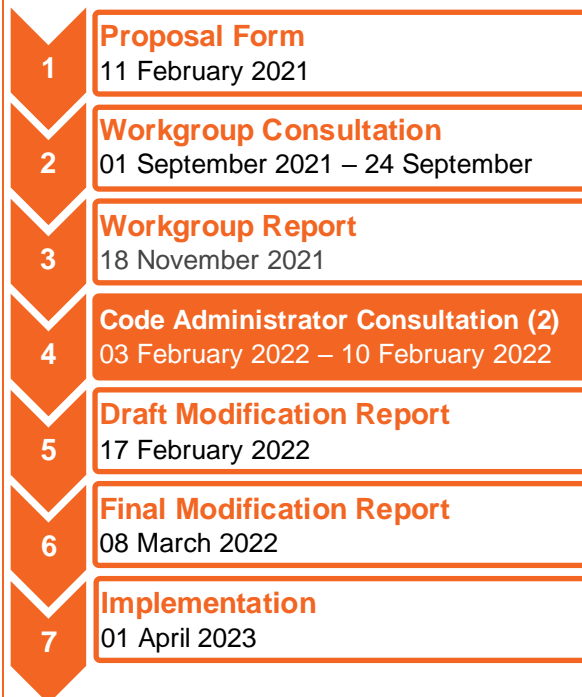 1
Proposal Form
11 February 2021
2
Workgroup Consultation
01 September 2021 – 24 September
3
Workgroup Report
18 November 2021
4
Code Administrator Consultation (2)
03 February 2022 – 10 February 2022
5
Draft Modification Report
17 February 2022
6
Final Modification Report
08 March 2022
7
Implementation
01 April 2023